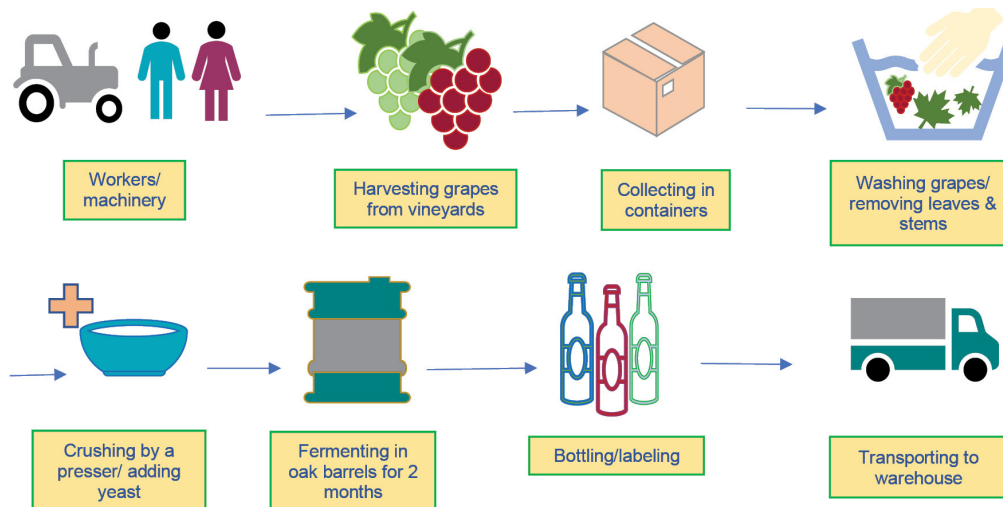 Workers/
machinery
Harvesting grapes
from vineyards
Collecting in
containers
Washing grapes/
removing leaves &
stems
Crushing by a
presser/ adding
yeast
Fermenting in
oak barrels for 2
months
Bottling/labeling
Transporting to
warehouse